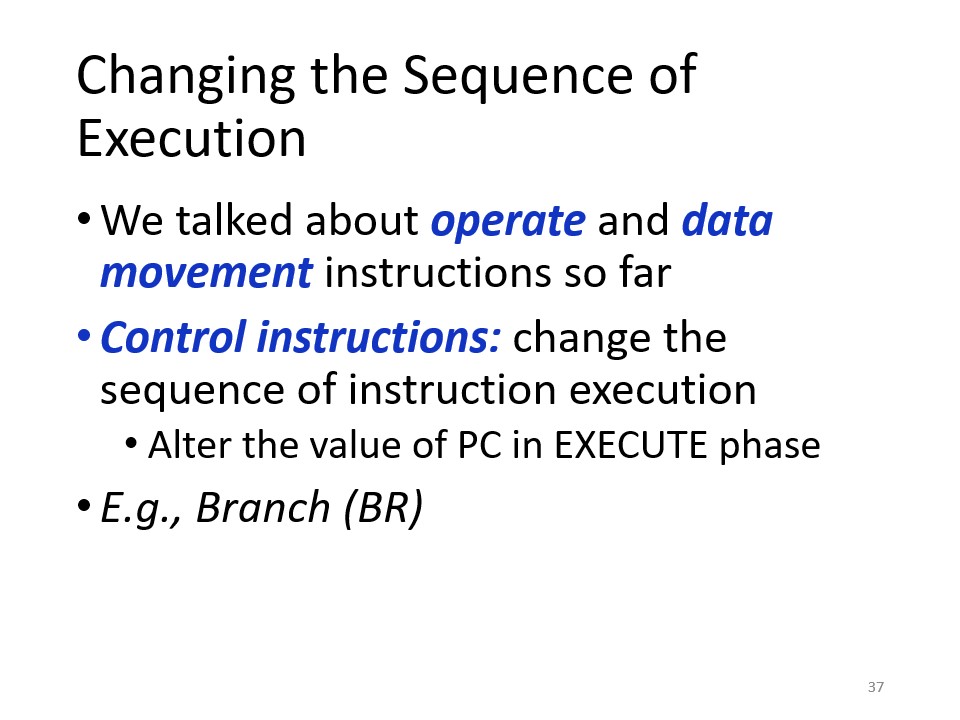 Changing the Sequence of
Execution
• We talked about operate and data
movement instructions so far
• Control instructions: change the
sequence of instruction execution
• Alter the value of PC in EXECUTE phase
• E.g., Branch (BR)
37